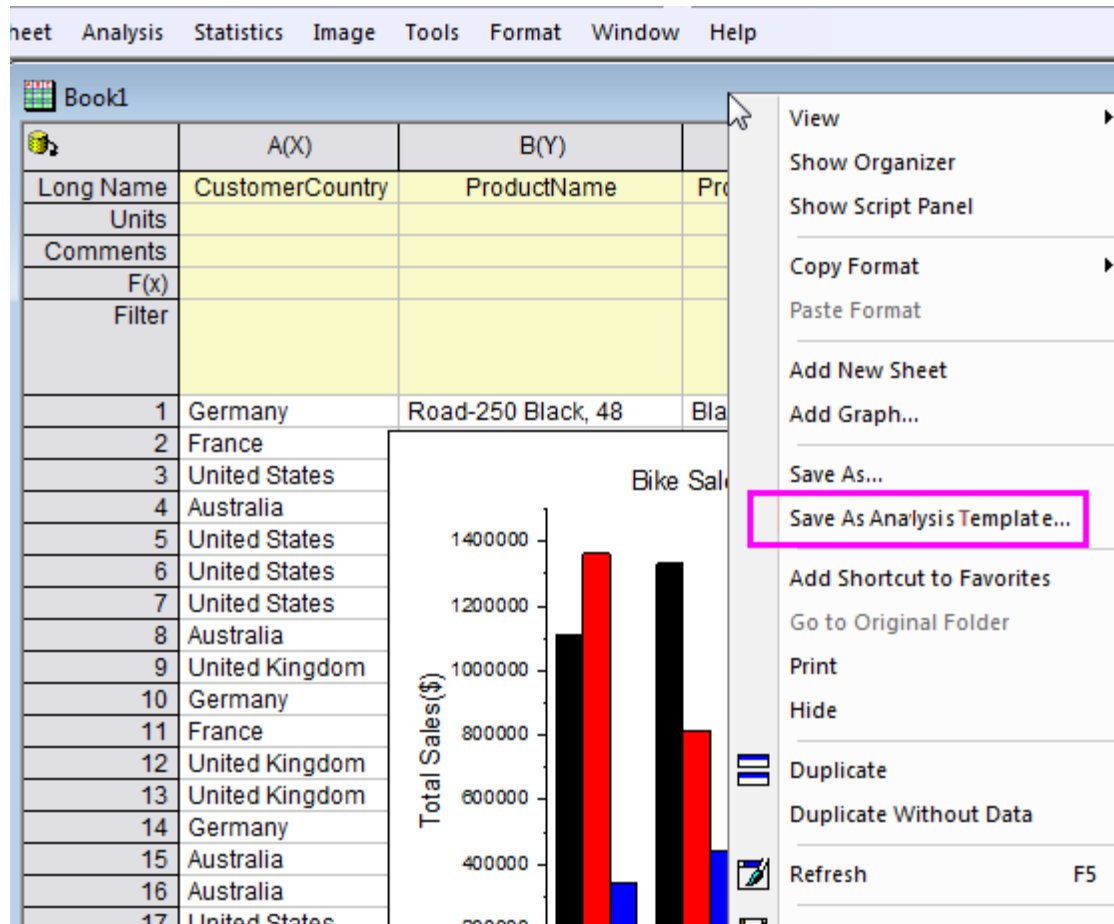 Analysis Statistics Image Tools Format Window Help
Book1
A(X) B(Y)
Long Name CustomerCountry ProductName
Units
Comments
F(x)
Filter
1 Germany Road-250 Black, 48
2 France
3 United States
4 Australia
5 United States
6 United States
7 United States
8 Australia
9 United Kingdom
10 Germany
11 France
12 United Kingdom
13 United Kingdom
14 Germany
15 Australia
16 Australia
17 United States
Bike
1400000
1200000
1000000
800000
600000
400000
Total Sales($)
View
Show Organizer
Show Script Panel
Copy Format
Paste Format
Add New Sheet
Add Graph...
Save As...
Save As Analysis Template...
Add Shortcut to Favorites
Go to Original Folder
Print
Hide
Duplicate
Duplicate Without Data
Refresh F5